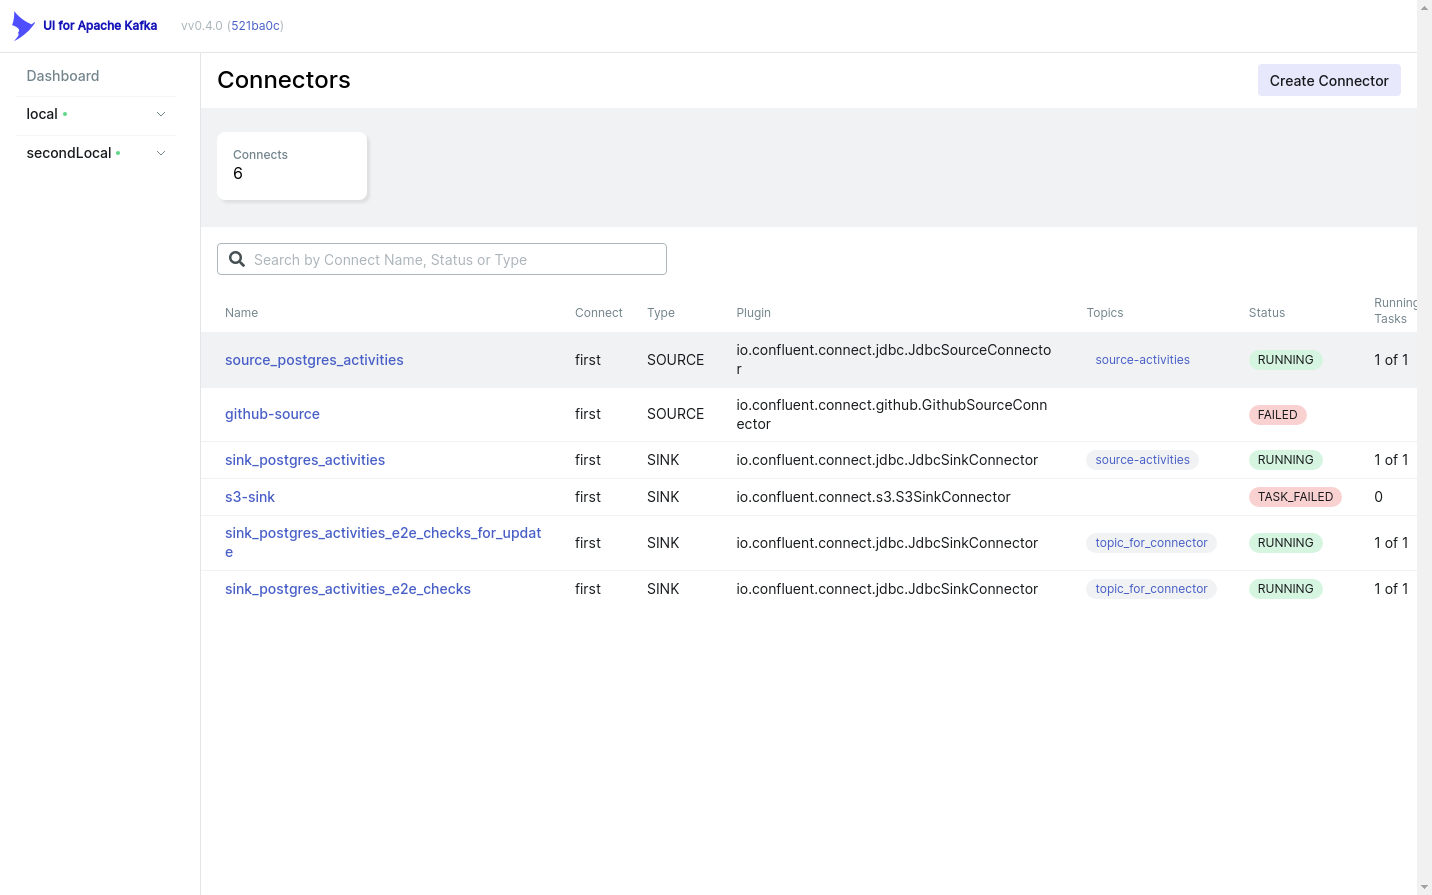 UI for Apache Kafka vv0.4.0 (521ba0c)
Dashboard
local
secondLocal
Connectors
Create Connector
Connects
6
Search by Connect Name, Status or Type
Name Connect Type Plugin Topics Status Running
Tasks
source_postgres_activities first SOURCE io.confluent.connect.jdbc.JdbcSourceConnecto
r source-activities RUNNING 1 of 1
github-source first SOURCE io.confluent.connect.github.GithubSourceConn
ector FAILED
sink_postgres_activities first SINK io.confluent.connect.jdbc.JdbcSinkConnector source-activities RUNNING 1 of 1
s3-sink first SINK io.confluent.connect.s3.S3SinkConnector TASK_FAILED 0
sink_postgres_activities_e2e_checks_for_updat
e first SINK io.confluent.connect.jdbc.JdbcSinkConnector topic_for_connector RUNNING 1 of 1
sink_postgres_activities_e2e_checks first SINK io.confluent.connect.jdbc.JdbcSinkConnector topic_for_connector RUNNING 1 of 1